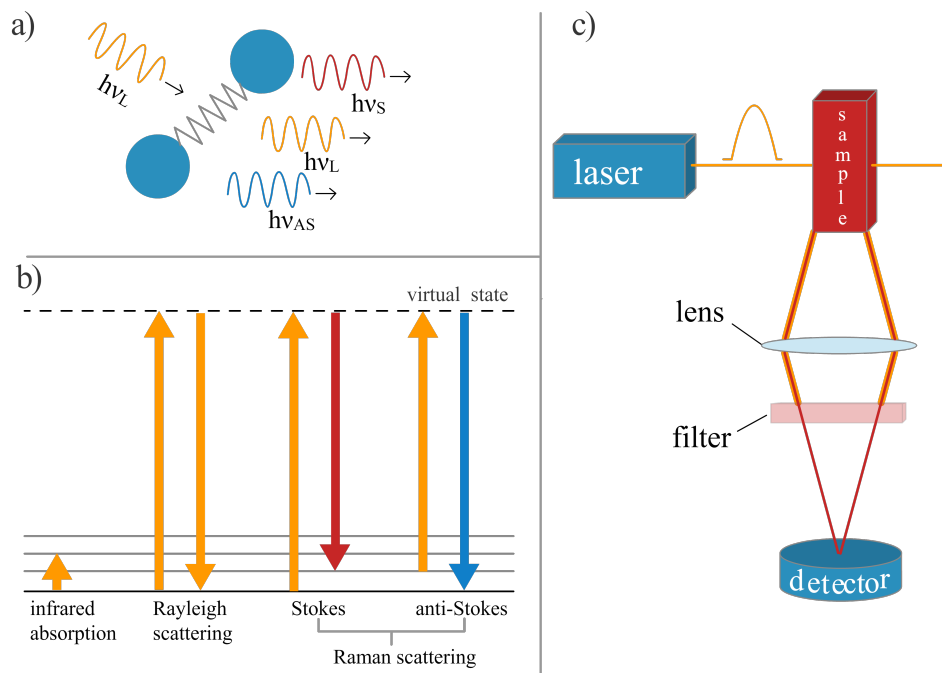 a)
hνL
hνS
hνL
hνAS
b)
virtual state
infrared
absorption
Rayleigh
scattering
Stokes
anti-Stokes
Raman scattering
c)
laser
sample
lens
filter
detector